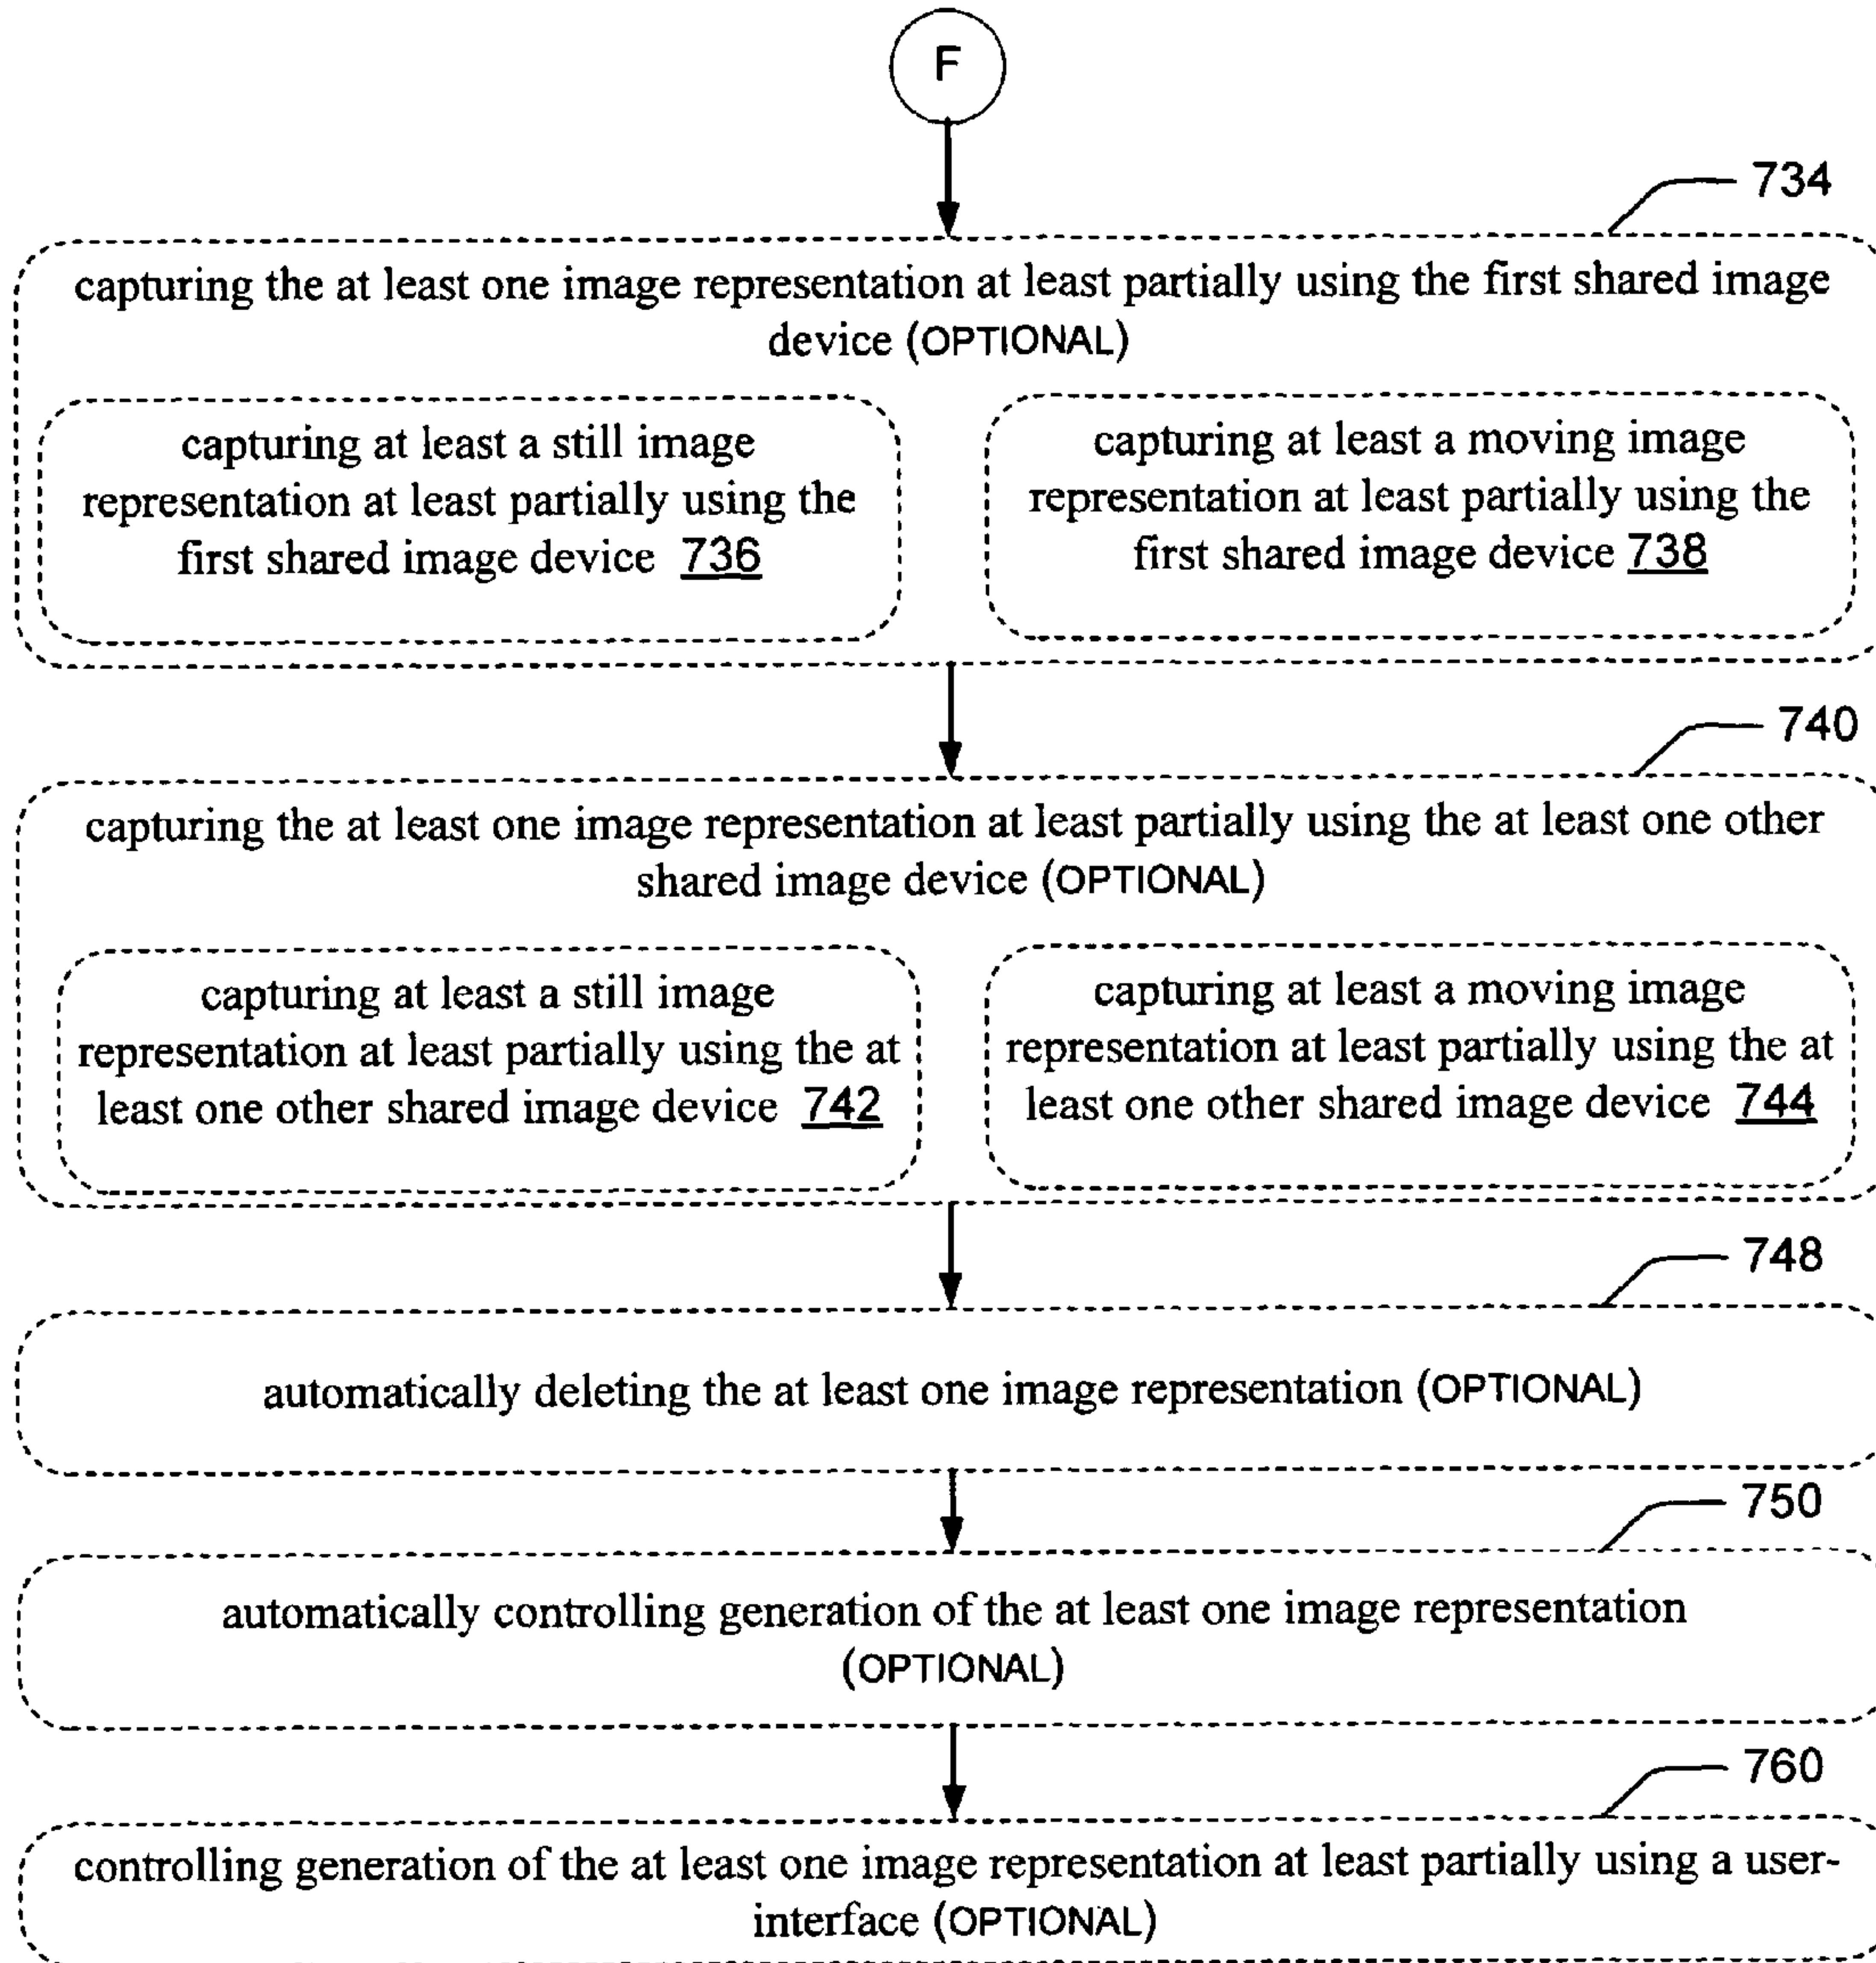 F
734
capturing the at least one image representation at least partially using the first shared image
device (OPTIONAL)
capturing at least a still image
representation at least partially using the
first shared image device 736
capturing at least a moving image
representation at least partially using the
first shared image device 738
740
capturing the at least one image representation at least partially using the at least one other
shared image device (OPTIONAL)
capturing at least a still image
representation at least partially using the at
least one other shared image device 742
capturing at least a moving image
representation at least partially using the at
least one other shared image device 744
748
automatically deleting the at least one image representation (OPTIONAL)
750
automatically controlling generation of the at least one image representation
(OPTIONAL)
760
controlling generation of the at least one image representation at least partially using a user-
interface (OPTIONAL)